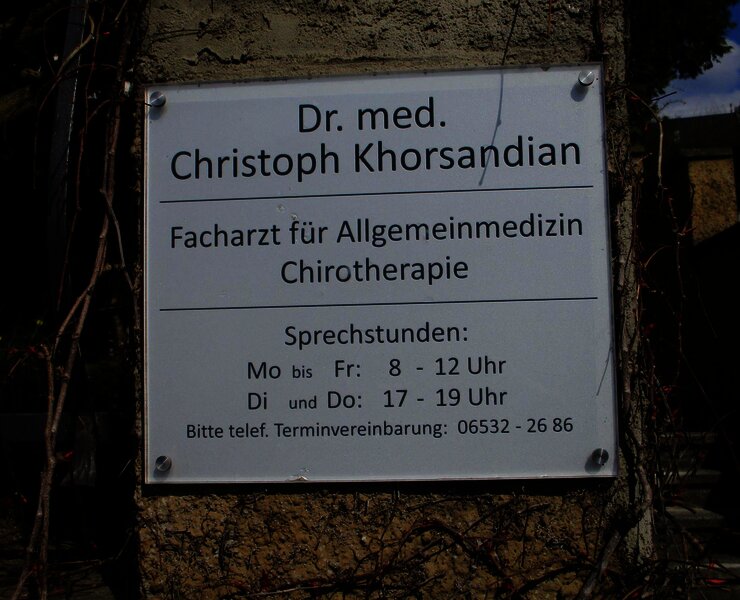 Dr. med.
Christoph Khorsandian
Facharzt für Allgemeinmedizin
Chirotherapie
Sprechstunden:
Mo bis Fr: 8 - 12 Uhr
Di und Do: 17 - 19 Uhr
Bitte telef. Terminvereinbarung: 06532 - 26 86